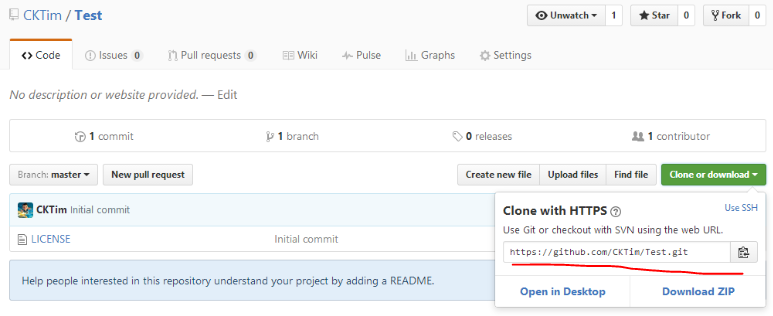 CKTim / Test
Unwatch 1 Star 0 Fork 0
Code Issues 0 Pull requests 0 Wiki Pulse Graphs Settings
No description or website provided. — Edit
1 commit 1 branch 0 releases 1 contributor
Branch: master New pull request Create new file Upload files Find file Clone or download
CKTim Initial commit
LICENSE Initial commit
Help people interested in this repository understand your project by adding a README.
Clone with HTTPS ? Use SSH
Use Git or checkout with SVN using the web URL.
https://github.com/CKTim/Test.git
Open in Desktop Download ZIP